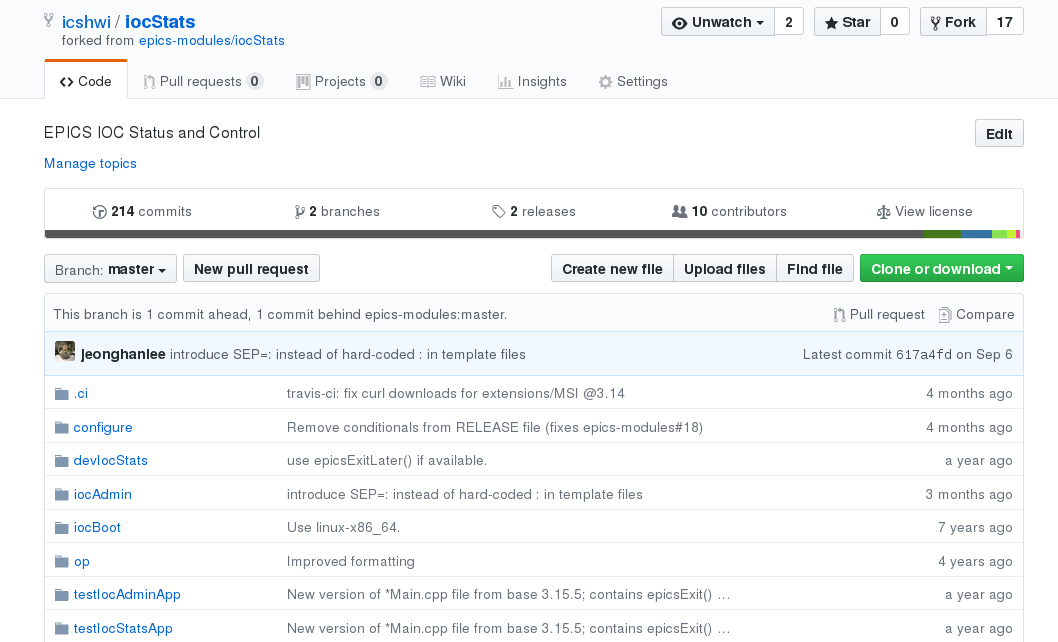 icshwi / iocStats
Unwatch 2 Star 0 Fork 17
forked from epics-modules/iocStats
Code Pull requests 0 Projects 0 Wiki Insights Settings
EPICS IOC Status and Control
Edit
Manage topics
214 commits 2 branches 2 releases 10 contributors View license
Branch: master New pull request Create new file Upload files Find file Clone or download
This branch is 1 commit ahead, 1 commit behind epics-modules:master. Pull request Compare
jeonghanlee introduce SEP=: instead of hard-coded : in template files Latest commit 617a4fd on Sep 6
.ci travis-ci: fix curl downloads for extensions/MSI @3.14 4 months ago
configure Remove conditionals from RELEASE file (fixes epics-modules#18) 4 months ago
devIocStats use epicsExitLater() if available. a year ago
iocAdmin introduce SEP=: instead of hard-coded : in template files 3 months ago
iocBoot Use linux-x86_64. 7 years ago
op Improved formatting 4 years ago
testIocAdminApp New version of *Main.cpp file from base 3.15.5; contains epicsExit() … a year ago
testIocStatsApp New version of *Main.cpp file from base 3.15.5; contains epicsExit() … a year ago